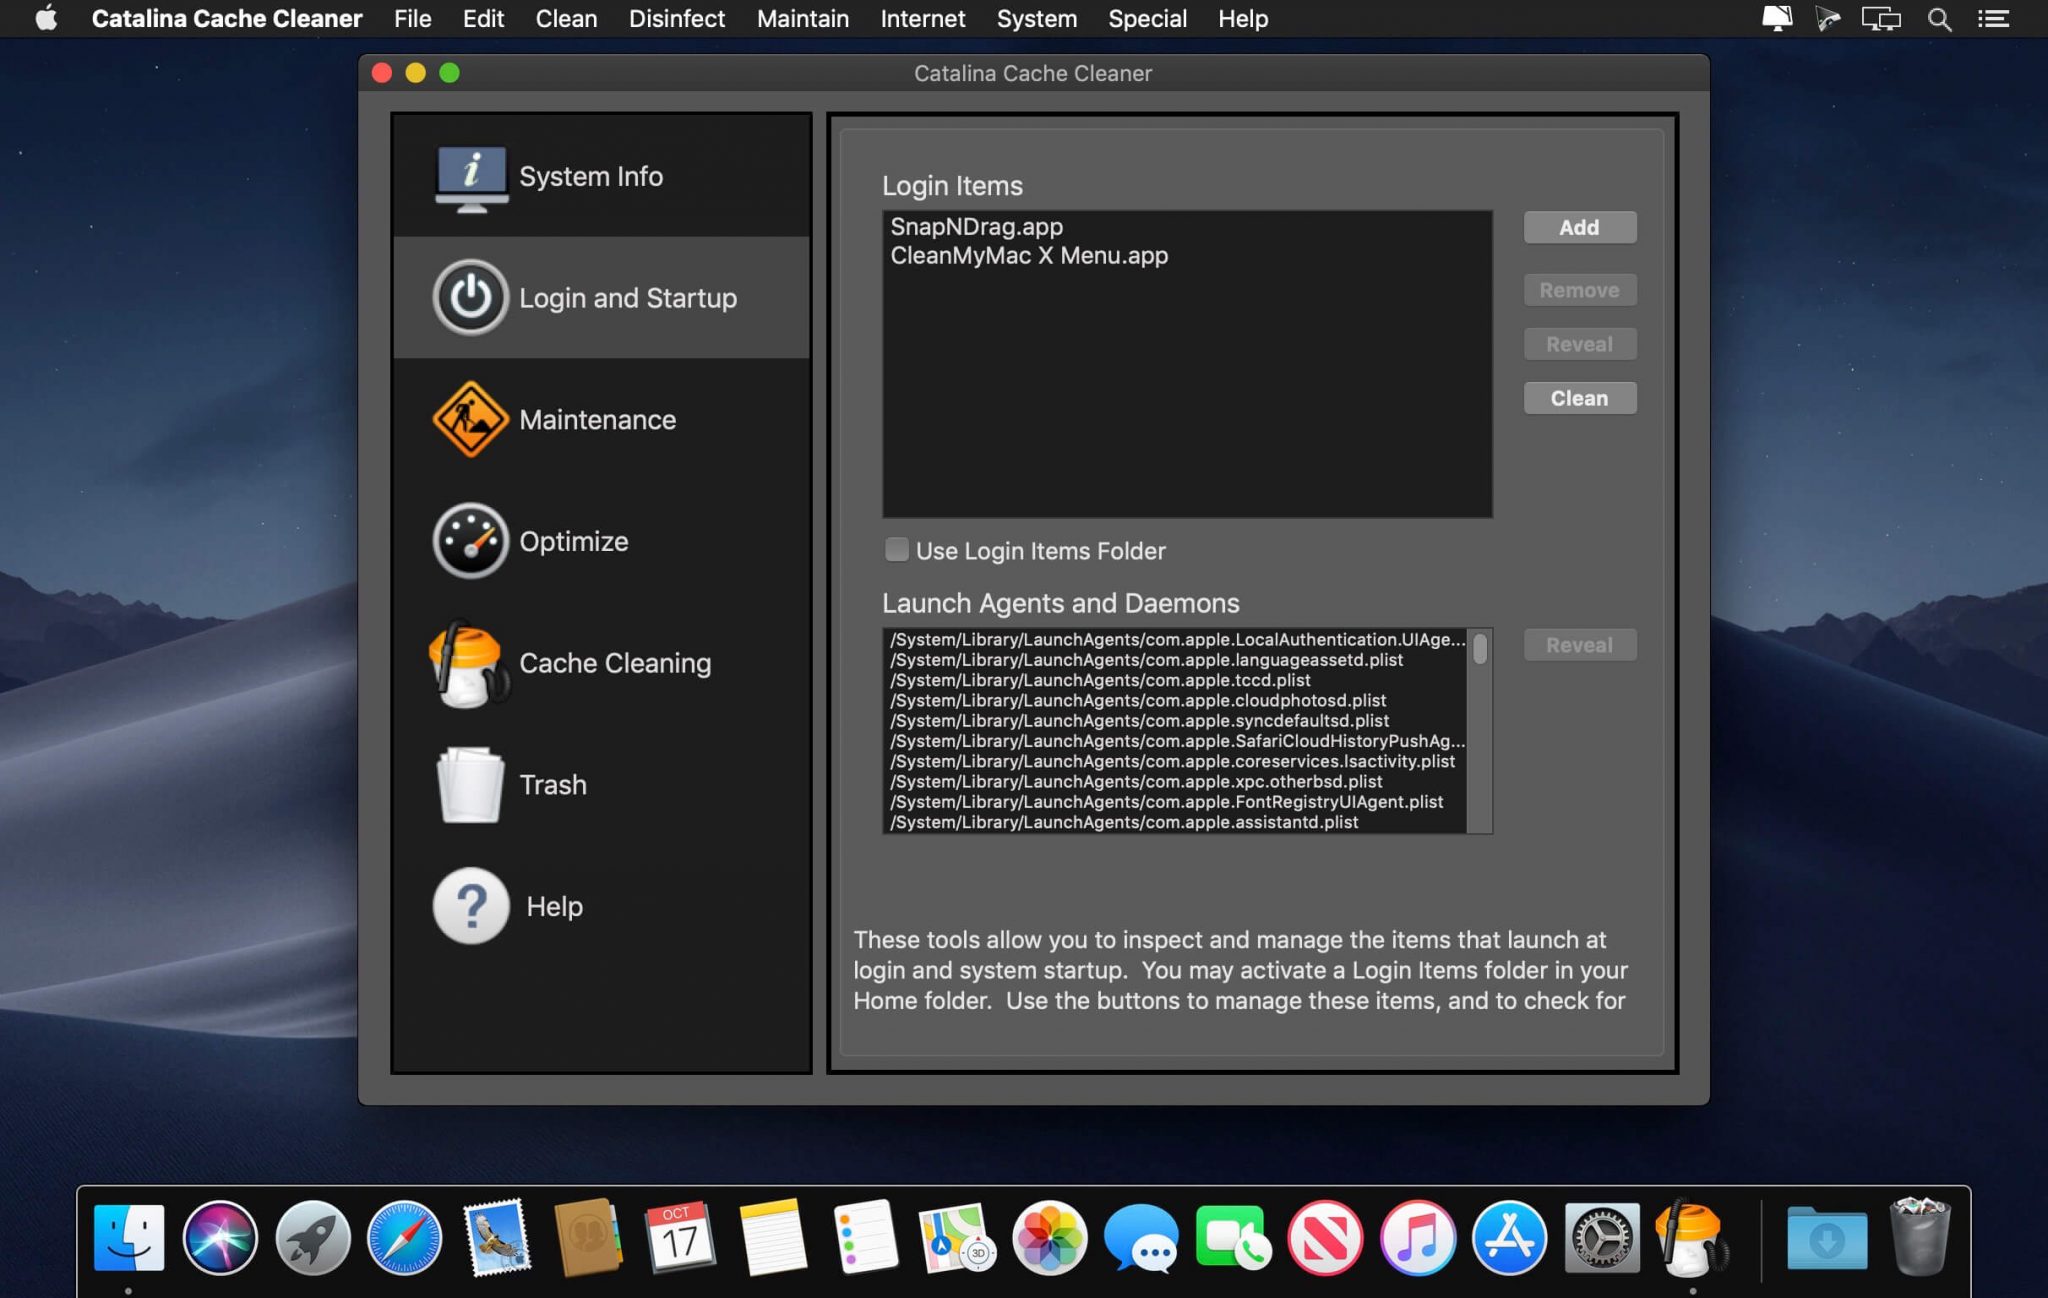 Catalina Cache Cleaner File Edit Clean Disinfect Maintain Internet System Special Help
Catalina Cache Cleaner
System Info
Login and Startup
Maintenance
Optimize
Cache Cleaning
Trash
?
Help
Login Items
SnapNDrag.app
CleanMyMac X Menu.app
Add
Remove
Reveal
Clean
Use Login Items Folder
Launch Agents and Daemons
/System/Library/LaunchAgents/com.apple.LocalAuthentication.UIAge...
/System/Library/LaunchAgents/com.apple.languageassetd.plist
/System/Library/LaunchAgents/com.apple.tccd.plist
/System/Library/LaunchAgents/com.apple.cloudphotosd.plist
/System/Library/LaunchAgents/com.apple.syncdefaultsd.plist
/System/Library/LaunchAgents/com.apple.SafariCloudHistoryPushAg...
/System/Library/LaunchAgents/com.apple.coreservices.lsactivity.plist
/System/Library/LaunchAgents/com.apple.xpc.otherbsd.plist
/System/Library/LaunchAgents/com.apple.FontRegistryUIAgent.plist
/System/Library/LaunchAgents/com.apple.assistantd.plist
Reveal
These tools allow you to inspect and manage the items that launch at
login and system startup. You may activate a Login Items folder in your
Home folder. Use the buttons to manage these items, and to check for
OCT
17
3D